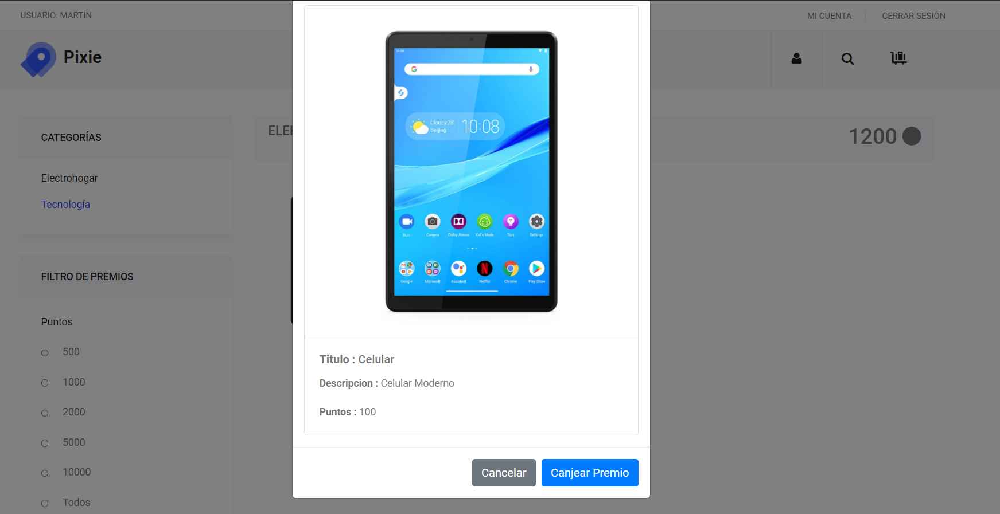 USUARIO: MARTIN
MI CUENTA
CERRAR SESIÓN
Pixie
CATEGORÍAS
Electrohogar
Tecnología
1200
FILTRO DE PREMIOS
Puntos
500
1000
2000
5000
10000
Todos
10:08
Cloudy,28°
Beijing
10:08
Duo
Camera
Dolby Atmos
Kid's Mode
Tips
Settings
Google
Microsoft
Assistant
Netflix
Chrome
Play Store
Titulo : Celular
Descripcion : Celular Moderno
Puntos : 100
Cancelar
Canjear Premio